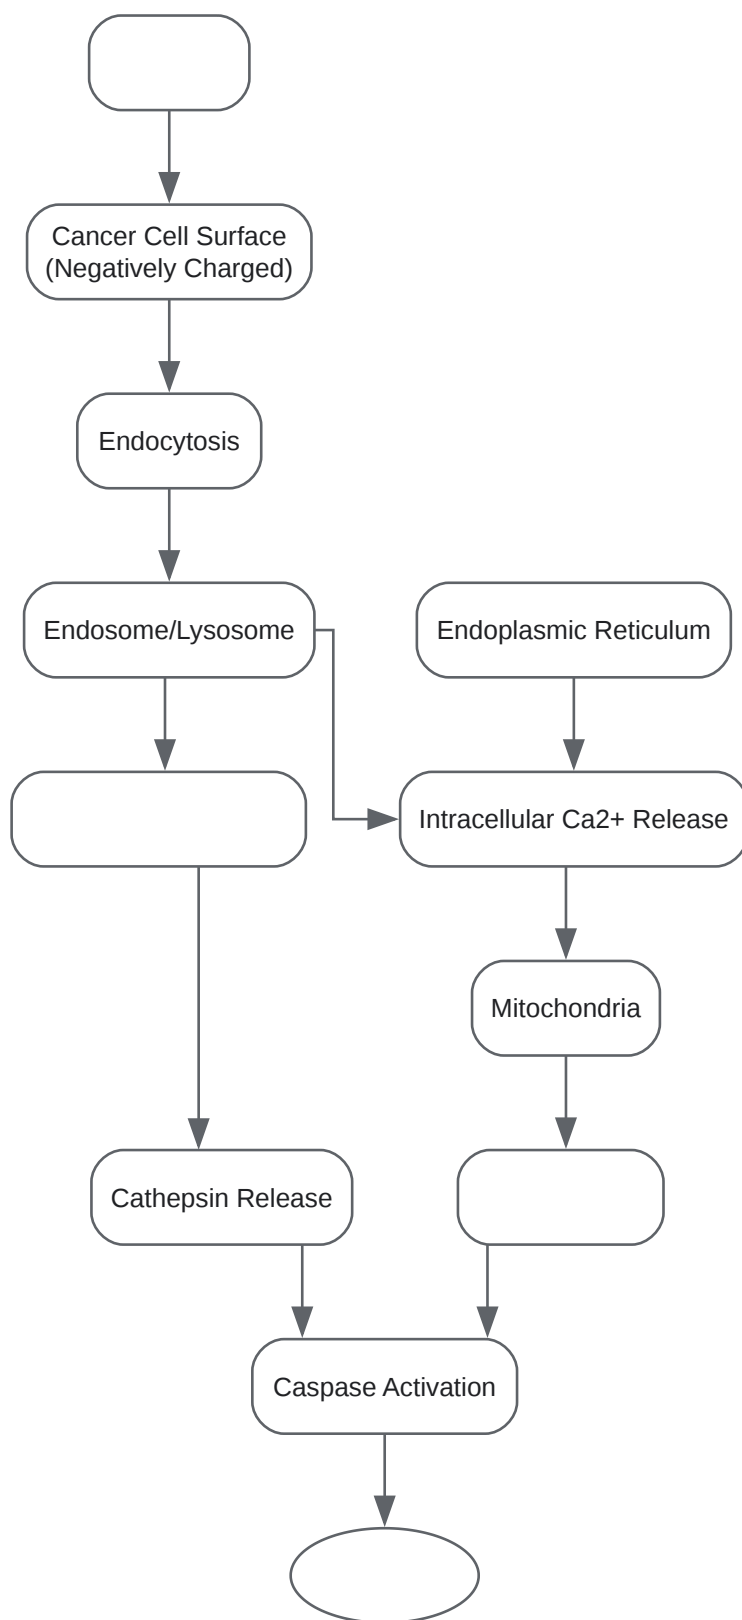 Cancer Cell Surface
(Negatively Charged)
Endocytosis
Endosome/Lysosome
Endoplasmic Reticulum
Intracellular Ca2+ Release
Mitochondria
Cathepsin Release
Caspase Activation